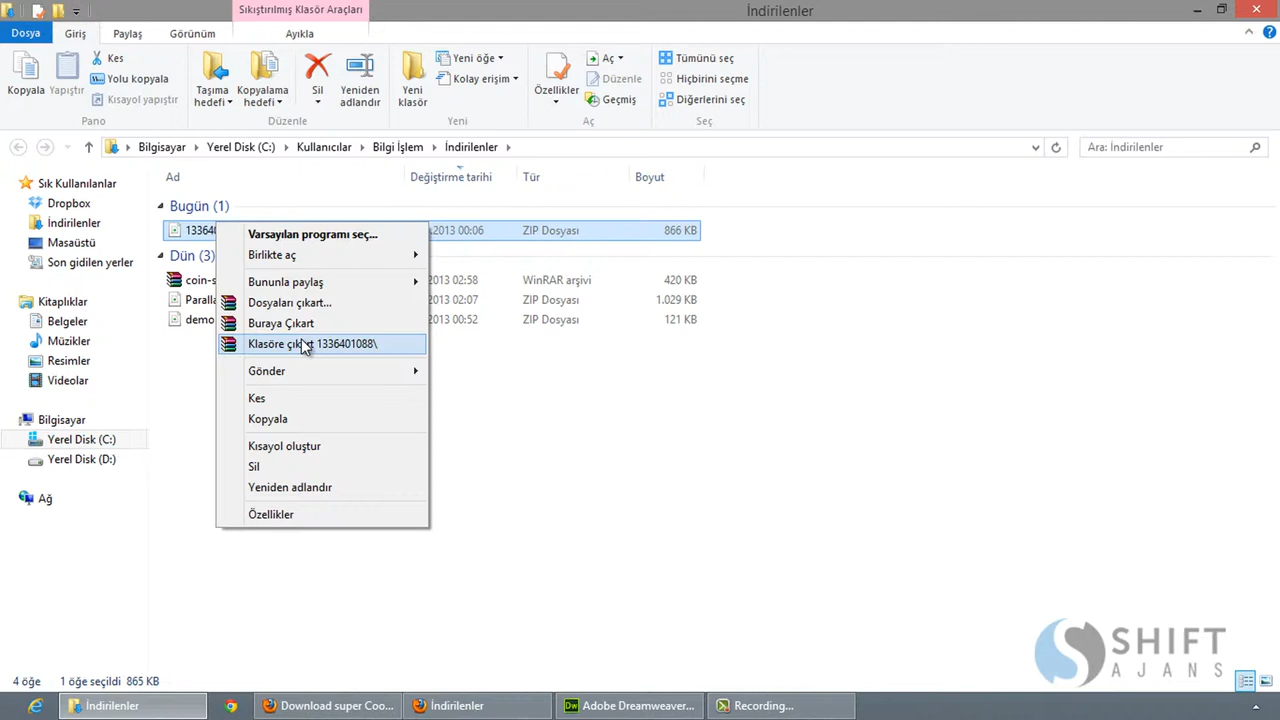 Sıkıştırılmış Klasör Araçları
İndirilenler
Dosya Giriş Paylaş Görünüm Ayıkla
Kopyala
Yapıştır
Kes
Yolu kopyala
Kısayol yapıştır
Pano
Taşıma hedefi
Kopyalama hedefi
Sil
Yeniden adlandır
Düzenle
Yeni klasör
Yeni öğe
Kolay erişim
Yeni
Özellikler
Aç
Düzenle
Geçmiş
Aç
Tümünü seç
Hiçbirini seçme
Diğerlerini seç
Seç
Bilgisayar Yerel Disk (C:) Kullanıcılar Bilgi İşlem İndirilenler
Ara: İndirilenler
Ad Değiştirme tarihi Tür Boyut
Sık Kullanılanlar
Dropbox
İndirilenler
Masaüstü
Son gidilen yerler
Kitaplıklar
Belgeler
Müzikler
Resimler
Videolar
Bilgisayar
Yerel Disk (C:)
Yerel Disk (D:)
Ağ
Bugün (1)
2013 00:06 ZIP Dosyası 866 KB
Dün (3)
coin-s 2013 02:58 WinRAR arşivi 420 KB
Paralla 2013 02:07 ZIP Dosyası 1.029 KB
demo 2013 00:52 ZIP Dosyası 121 KB
Varsayılan programı seç...
Birlikte aç
Bununla paylaş
Dosyaları çıkart...
Buraya Çıkart
Klasöre çıkart 1336401088\
Gönder
Kes
Kopyala
Kısayol oluştur
Sil
Yeniden adlandır
Özellikler
SHIFT
AJANS
4 öğe 1 öğe seçildi 865 KB
İndirilenler
Download super Coo...
İndirilenler
Dw Adobe Dreamweaver...
Recording...